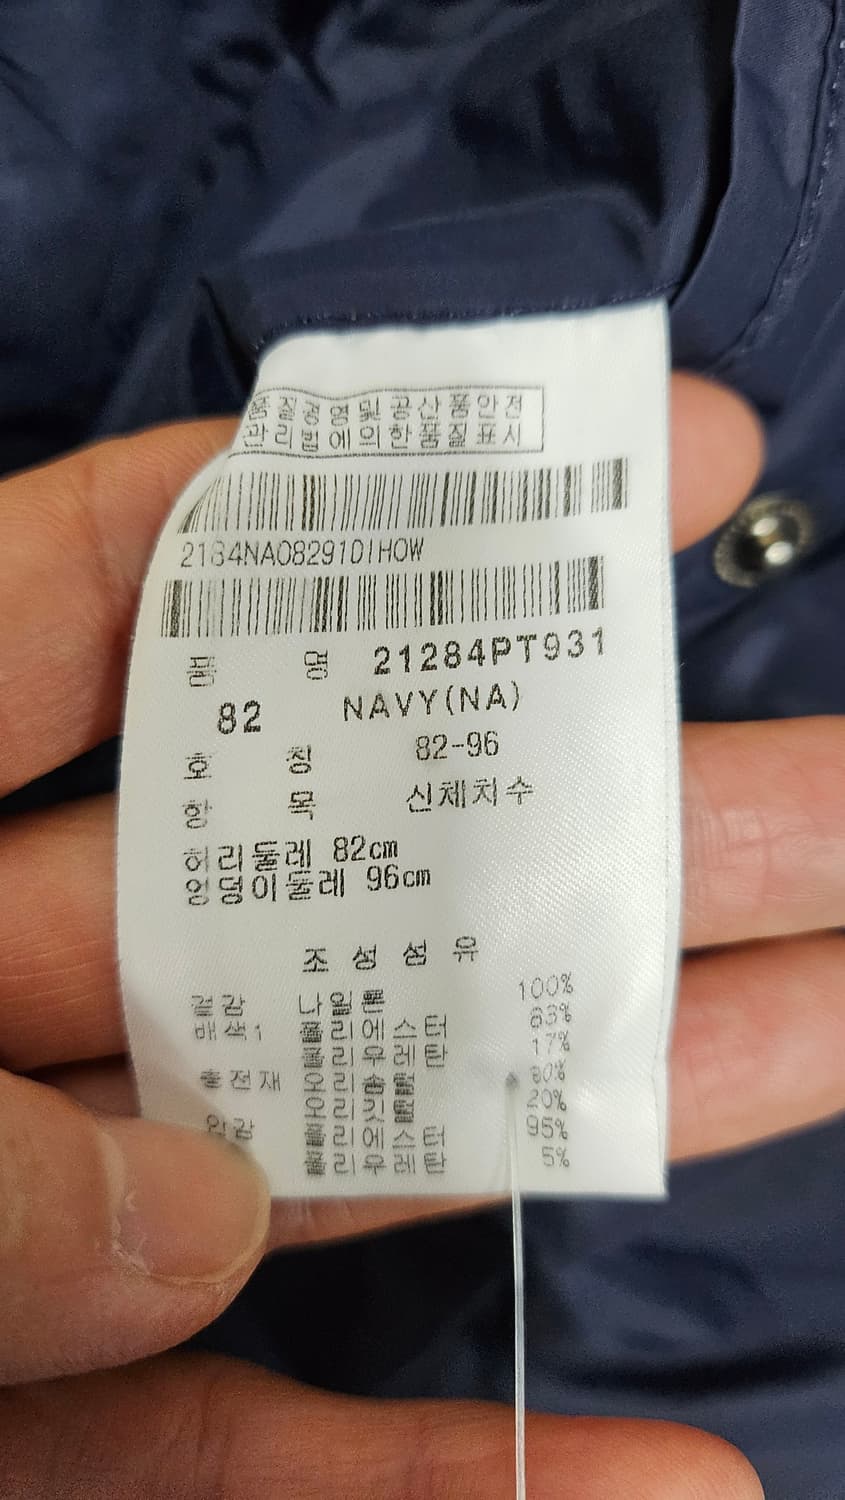 품질경영및공산품안전
관리법에의한품질표시
2184NA082910IHOW
품 명 21284PT931
82 NAVY(NA)
호 칭 82-96
항 목 신체치수
허리둘레 82cm
엉덩이둘레 96cm
조성섬유
겉감 나일론 100%
배색1 폴리에스터 83%
폴리우레탄 17%
충전재 오리솜털 80%
오리깃털 20%
안감 폴리에스터 95%
폴리우레탄 5%